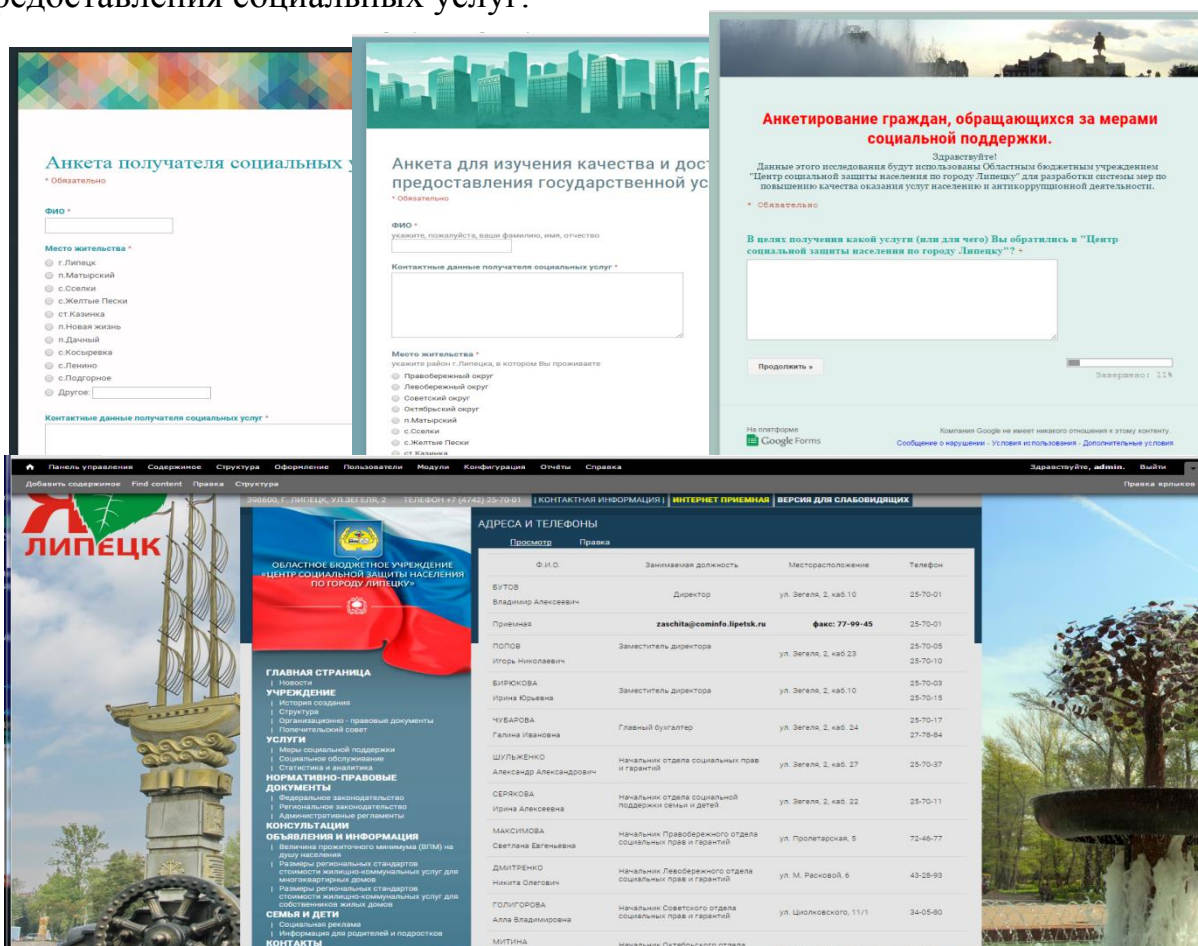 предоставления социальных услуг.
Анкета получателя социальных
* Обязательно
ФИО *
Место жительства *
г.Липецк
п.Матырский
с.Сселки
с.Желтые Пески
ст.Казинка
п.Новая жизнь
п.Дачный
с.Косыревка
с.Ленино
с.Подгорное
Другое:
Контактные данные получателя социальных услуг *
Анкета для изучения качества и дос
предоставления государственной ус
* Обязательно
ФИО *
укажите, пожалуйста, ваши фамилию, имя, отчество
Контактные данные получателя социальных услуг *
Место жительства *
укажите район г.Липецка, в котором Вы проживаете
Правобережный округ
Левобережный округ
Советский округ
Октябрьский округ
п.Матырский
с.Сселки
с.Желтые Пески
ст.Казинка
Анкетирование граждан, обращающихся за мерами
социальной поддержки.
Здравствуйте!
Данные этого исследования будут использованы Областным бюджетным учреждением
"Центр социальной защиты населения по городу Липецку" для разработки системы мер по
повышению качества оказания услуг населению и антикоррупционной деятельности.
* Обязательно
В целях получения какой услуги (или для чего) Вы обратились в "Центр
социальной защиты населения по городу Липецку"? *
Продолжить »
Завершено: 11%
На платформе
Google Forms
Компания Google не имеет никакого отношения к этому контенту.
Сообщение о нарушении - Условия использования - Дополнительные условия
Панель управления Содержимое Структура Оформление Пользователи Модули Конфигурация Отчёты Справка Здравствуйте, admin. Выйти
Добавить содержимое Find content Правка Структура Правка ярлыков
398600, Г. ЛИПЕЦК, УЛ.ЗЕГЕЛЯ, 2 ТЕЛЕФОН +7 (4742) 25-70-01 | КОНТАКТНАЯ ИНФОРМАЦИЯ | ИНТЕРНЕТ ПРИЕМНАЯ ВЕРСИЯ ДЛЯ СЛАБОВИДЯЩИХ
Я
ЛИПЕЦК
ОБЛАСТНОЕ БЮДЖЕТНОЕ УЧРЕЖДЕНИЕ
«ЦЕНТР СОЦИАЛЬНОЙ ЗАЩИТЫ НАСЕЛЕНИЯ
ПО ГОРОДУ ЛИПЕЦКУ»
ГЛАВНАЯ СТРАНИЦА
| Новости
УЧРЕЖДЕНИЕ
| История создания
| Структура
| Организационно - правовые документы
| Попечительский совет
УСЛУГИ
| Меры социальной поддержки
| Социальное обслуживание
| Статистика и аналитика
НОРМАТИВНО-ПРАВОВЫЕ
ДОКУМЕНТЫ
| Федеральное законодательство
| Региональное законодательство
| Административные регламенты
КОНСУЛЬТАЦИИ
ОБЪЯВЛЕНИЯ И ИНФОРМАЦИЯ
| Величина прожиточного минимума (ВПМ) на
душу населения
| Размеры региональных стандартов
стоимости жилищно-коммунальных услуг для
многоквартирных домов
| Размеры региональных стандартов
стоимости жилищно-коммунальных услуг для
собственников жилых домов
СЕМЬЯ И ДЕТИ
| Социальная реклама
| Информация для родителей и подростков
КОНТАКТЫ
АДРЕСА И ТЕЛЕФОНЫ
Просмотр Правка
Ф.И.О. Занимаемая должность Месторасположение Телефон
БУТОВ
Владимир Алексеевич Директор ул. Зегеля, 2, каб.10 25-70-01
Приемная zaschita@cominfo.lipetsk.ru факс: 77-99-45 25-70-01
ПОПОВ Заместитель директора ул. Зегеля, 2, каб.23 25-70-05
Игорь Николаевич 25-70-10
БИРЮКОВА Заместитель директора ул. Зегеля, 2, каб.10 25-70-03
Ирина Юрьевна 25-70-15
ЧУБАРОВА Главный бухгалтер ул. Зегеля, 2, каб. 24 25-70-17
Галина Ивановна 27-78-84
ШУЛЬЖЕНКО Начальник отдела социальных прав
Александр Александрович и гарантий ул. Зегеля, 2, каб. 27 25-70-37
СЕРЯКОВА Начальник отдела социальной
Ирина Алексеевна поддержки семьи и детей ул. Зегеля, 2, каб. 22 25-70-11
МАКСИМОВА Начальник Правобережного отдела
Светлана Евгеньевна социальных прав и гарантий ул. Пролетарская, 5 72-46-77
ДМИТРЕНКО Начальник Левобережного отдела
Никита Олегович социальных прав и гарантий ул. М. Расковой, 6 43-28-93
ГОЛИГОРОВА Начальник Советского отдела
Алла Владимировна социальных прав и гарантий ул. Циолковского, 11/1 34-05-80
МИТИНА Начальник Октябрьского отдела